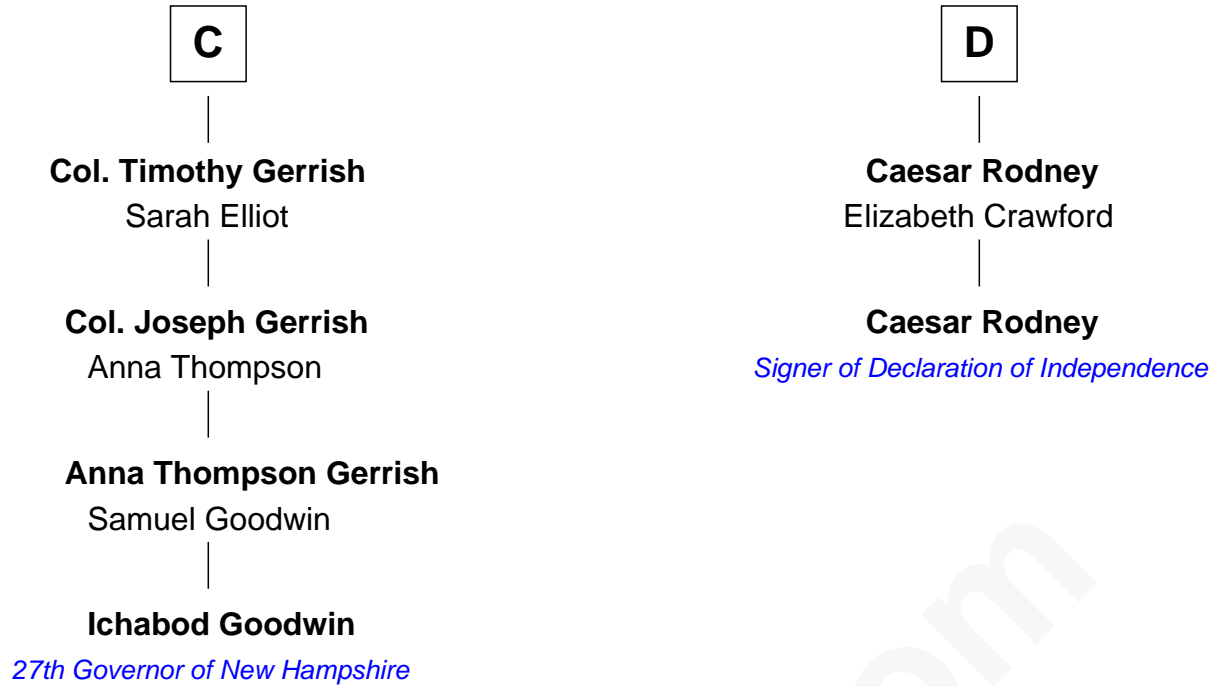 C
Col. Timothy Gerrish
Sarah Elliot
Col. Joseph Gerrish
Anna Thompson
Anna Thompson Gerrish
Samuel Goodwin
Ichabod Goodwin
27th Governor of New Hampshire
D
Caesar Rodney
Elizabeth Crawford
Caesar Rodney
Signer of Declaration of Independence